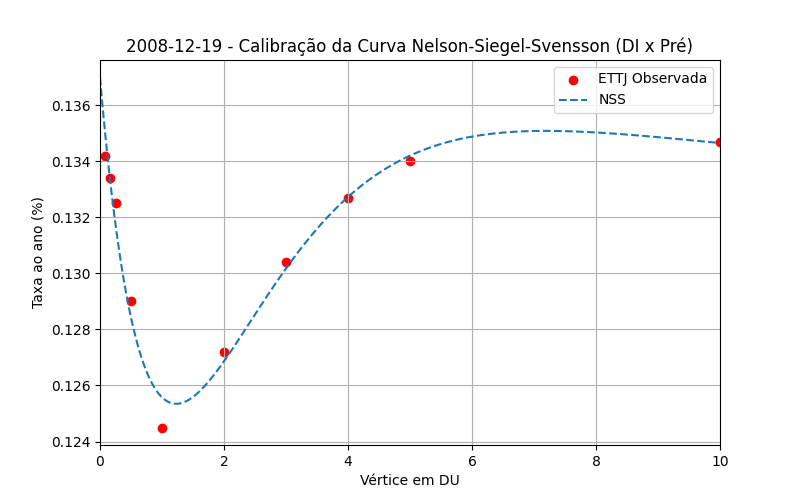 2008-12-19 - Calibração da Curva Nelson-Siegel-Svensson (DI x Pré)
ETTJ Observada
NSS
Taxa ao ano (%)
0.136
0.134
0.132
0.130
0.128
0.126
0.124
0 2 4 6 8 10
Vértice em DU